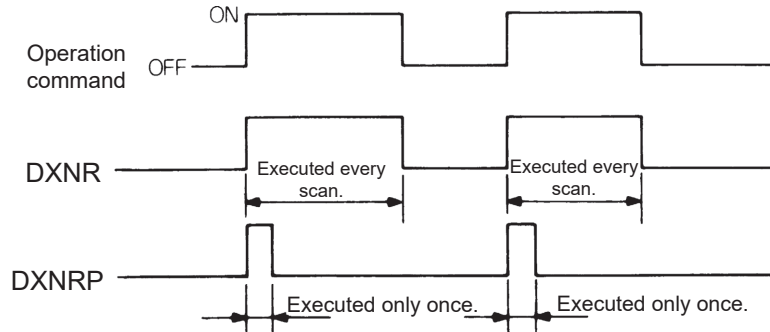 ON
Operation
command
OFF
DXNR
Executed every
scan.
Executed every
scan.
DXNRP
Executed only once.
Executed only once.